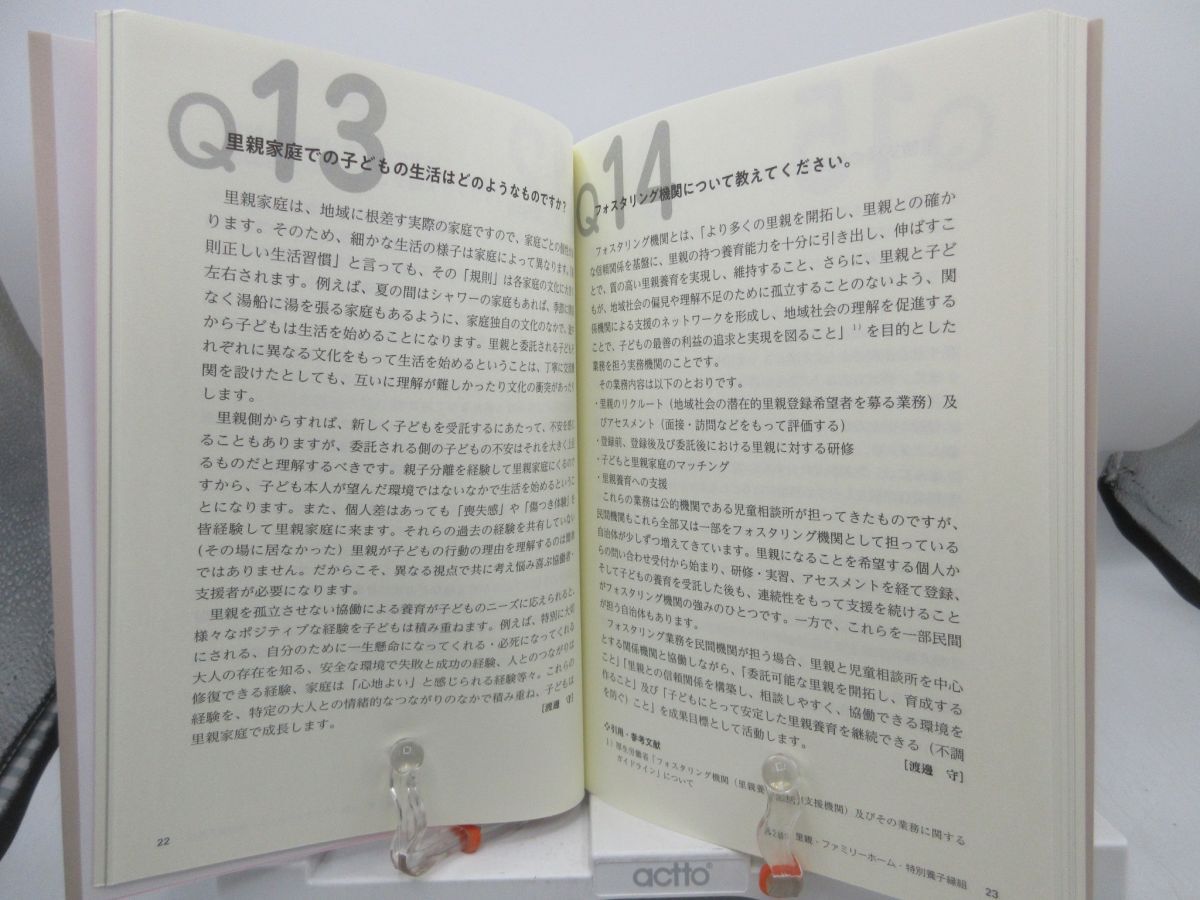 Q13
里親家庭での子どもの生活はどのようなものですか?
里親家庭は、地域に根差す実際の家庭ですので、家庭ごとの
ります。そのため、細かな生活の様子は家庭によって異なります。
則正しい生活習慣」と言っても、その「規則」は各家庭の文化に大
左右されます。例えば、夏の間はシャワーの家庭もあれば、季節に
なく湯船に湯を張る家庭もあるように、家庭独自の文化のなかで、
から子どもは生活を始めることになります。里親と委託される子ども
れぞれに異なる文化をもって生活を始めるということは、丁寧に交流
関を設けたとしても、互いに理解が難しかったり文化の衝突があった
します。
里親側からすれば、新しく子どもを受託するにあたって、不安を
ることもありますが、委託される側の子どもの不安はそれを大きく上
るものだと理解するべきです。親子分離を経験して里親家庭にくるので
すから、子ども本人が望んだ環境ではないなかで生活を始めるというこ
とになります。また、個人差はあっても「喪失感」や「傷つき体験」を
皆経験して里親家庭に来ます。それらの過去の経験を共有していない
(その場に居なかった)里親が子どもの行動の理由を理解するのは簡単
ではありません。だからこそ、異なる視点で共に考え悩み喜ぶ協働者・
支援者が必要になります。
里親を孤立させない協働による養育が子どものニーズに応えられると、
様々なポジティブな経験を子どもは積み重ねます。例えば、特別に大切
にされる、自分のために一生懸命になってくれる・必死になってくれる
大人の存在を知る、安全な環境で失敗と成功の経験、人とのつながりは
修復できる経験、家庭は「心地よい」と感じられる経験等々。これらの
経験を、特定の大人との情緒的なつながりのなかで積み重ね、子どもは
里親家庭で成長します。
[渡邊 守]
22
Q14
フォスタリング機関について教えてください。
フォスタリング機関とは、「より多くの里親を開拓し、里親との確か
な信頼関係を基盤に、里親の持つ養育能力を十分に引き出し、伸ばすこ
とで、質の高い里親養育を実現し、維持すること、さらに、里親と子ど
もが、地域社会の偏見や理解不足のために孤立することのないよう、関
係機関による支援のネットワークを形成し、地域社会の理解を促進する
ことで、子どもの最善の利益の追求と実現を図ること」1)を目的とした
業務を担う実務機関のことです。
その業務内容は以下のとおりです。
・里親のリクルート(地域社会の潜在的里親登録希望者を募る業務)及
びアセスメント(面接・訪問などをもって評価する)
・登録前、登録後及び委託後における里親に対する研修
・子どもと里親家庭のマッチング
・里親養育への支援
これらの業務は公的機関である児童相談所が担ってきたものですが、
民間機関もこれら全部又は一部をフォスタリング機関として担っている
自治体が少しずつ増えてきています。里親になることを希望する個人か
らの問い合わせ受付から始まり、研修・実習、アセスメントを経て登録、
そして子どもの養育を受託した後も、連続性をもって支援を続けること
がフォスタリング機関の強みのひとつです。一方で、これらを一部民間
が担う自治体もあります。
フォスタリング業務を民間機関が担う場合、里親と児童相談所を中心
とする関係機関と協働しながら、「委託可能な里親を開拓し、育成する
こと」「里親との信頼関係を構築し、相談しやすく、協働できる環境を
作ること」及び「子どもにとって安定した里親養育を継続できる(不調
を防ぐ)こと」を成果目標として活動します。
[渡邊 守]
◇引用・参考文献
1)厚生労働省「フォスタリング機関(里親養 (支援機関)及びその業務に関する
ガイドライン」について
里親・ファミリーホーム・特別養子縁組
23
actto